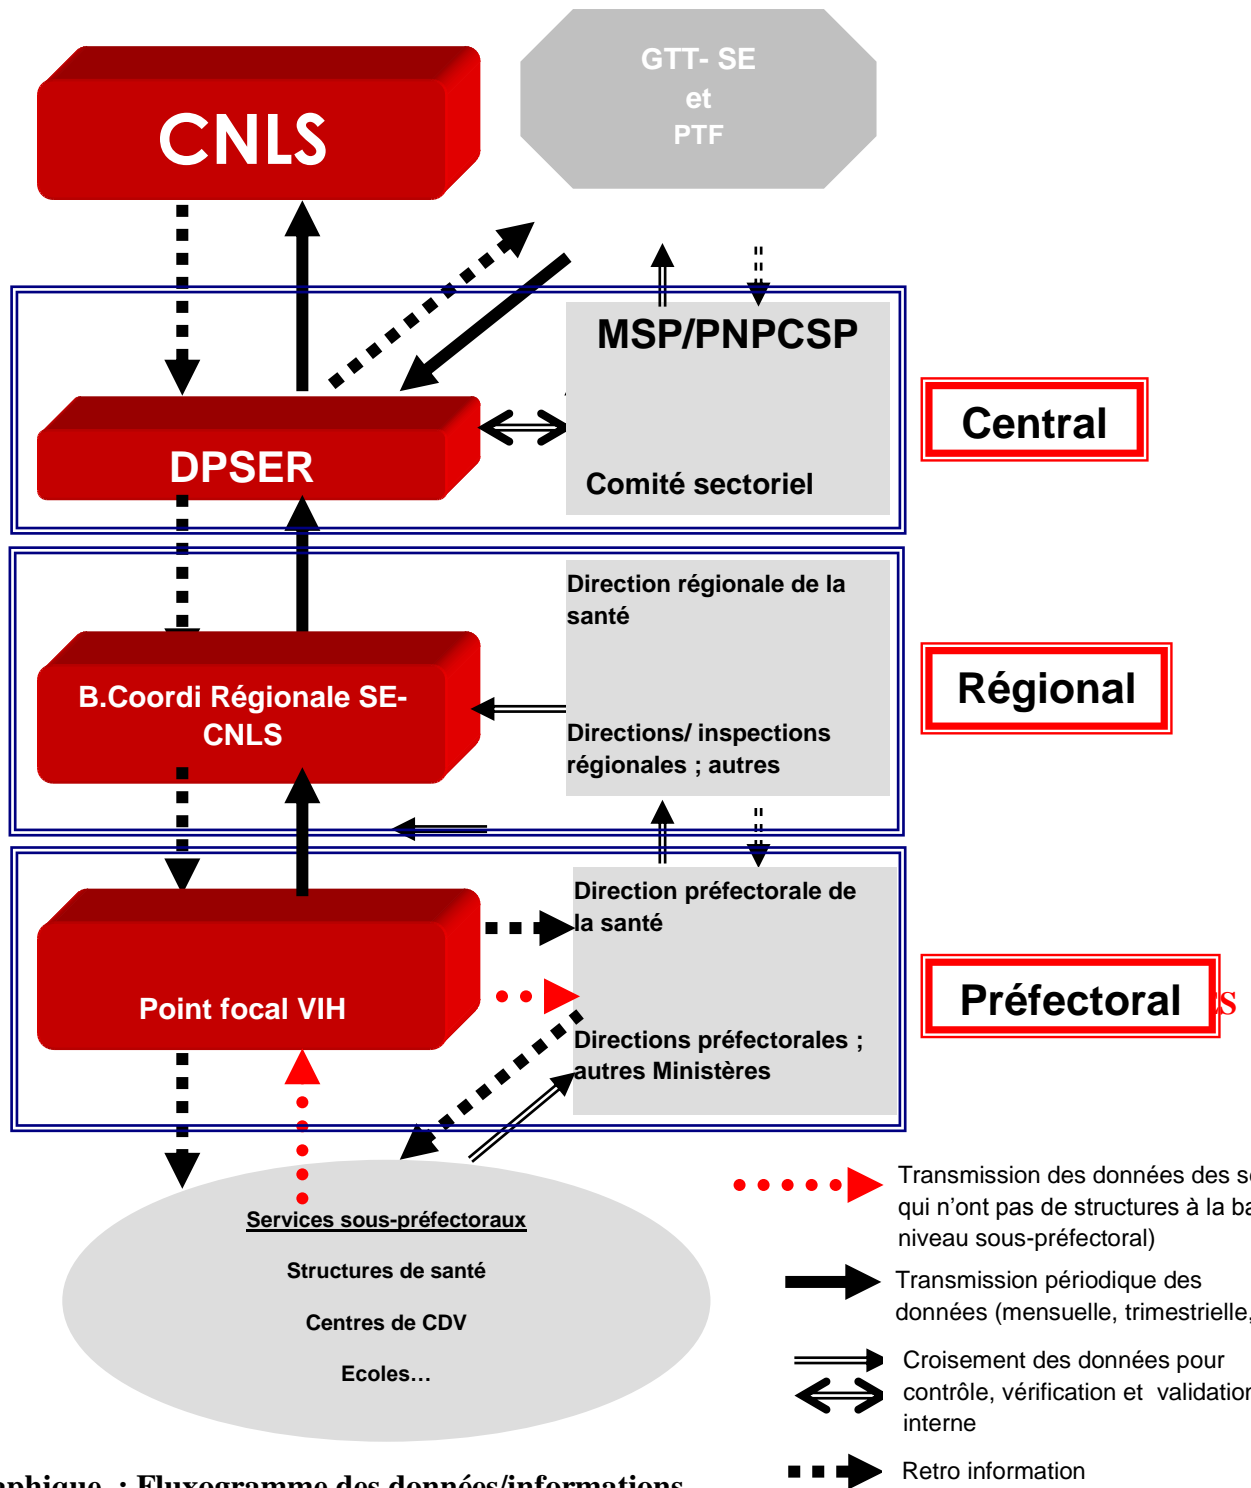 CNLS
GTT- SE
et
PTF
MSP/PNPCSP
Central
DPSER
Comité sectoriel
Direction régionale de la
santé
B.Coordi Régionale SE-
CNLS
Régional
Directions/ inspections
régionales ; autres
Direction préfectorale de
la santé
Point focal VIH
Préfectoral
Directions préfectorales ;
autres Ministères
Services sous-préfectoraux
Structures de santé
Centres de CDV
Ecoles…
Transmission des données des
qui n’ont pas de structures à la
niveau sous-préfectoral)
Transmission périodique des
données (mensuelle, trimestrielle,
Croisement des données pour
contrôle, vérification et validation
interne
Retro information
: Fluxogramme des données/informations